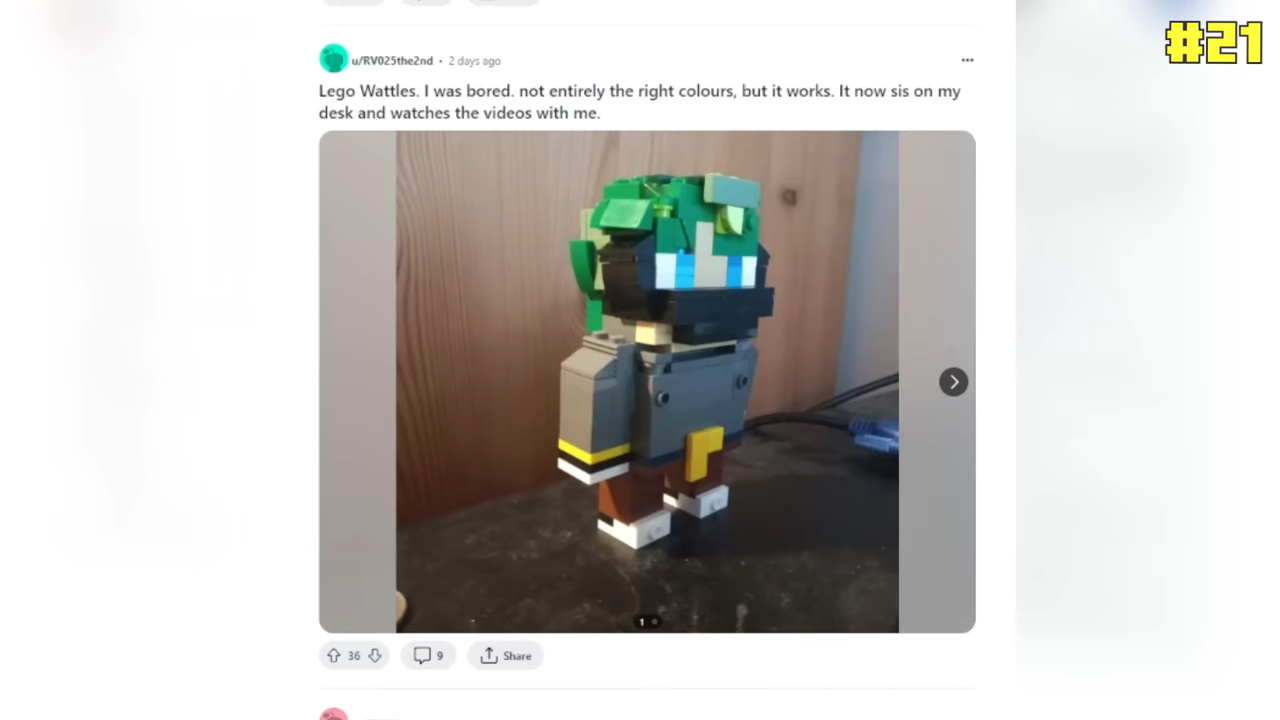 #21
u/RV025the2nd • 2 days ago
Lego Wattles. I was bored. not entirely the right colours, but it works. It now sis on my
desk and watches the videos with me.
1
36
9
Share